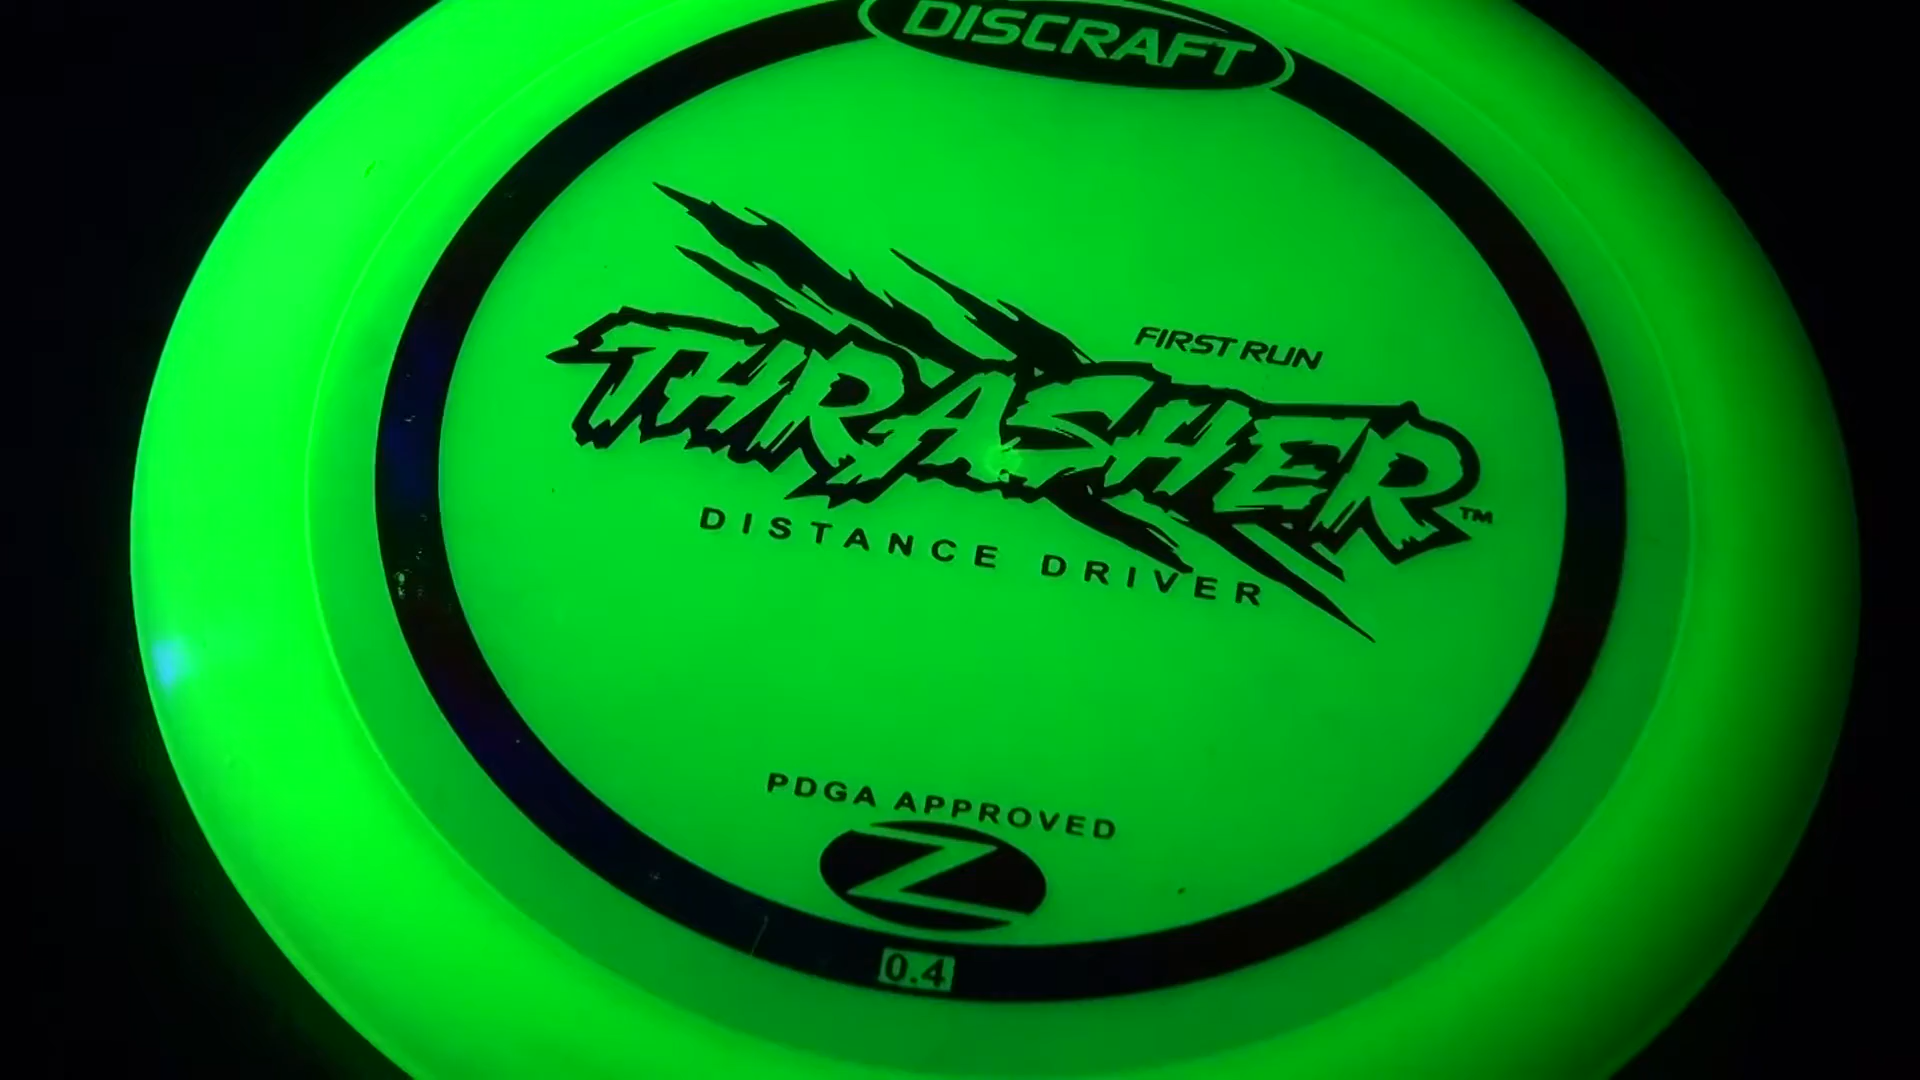 DISCRAFT
FIRST RUN
THRASHER™
DISTANCE DRIVER
PDGA APPROVED
Z
0.4